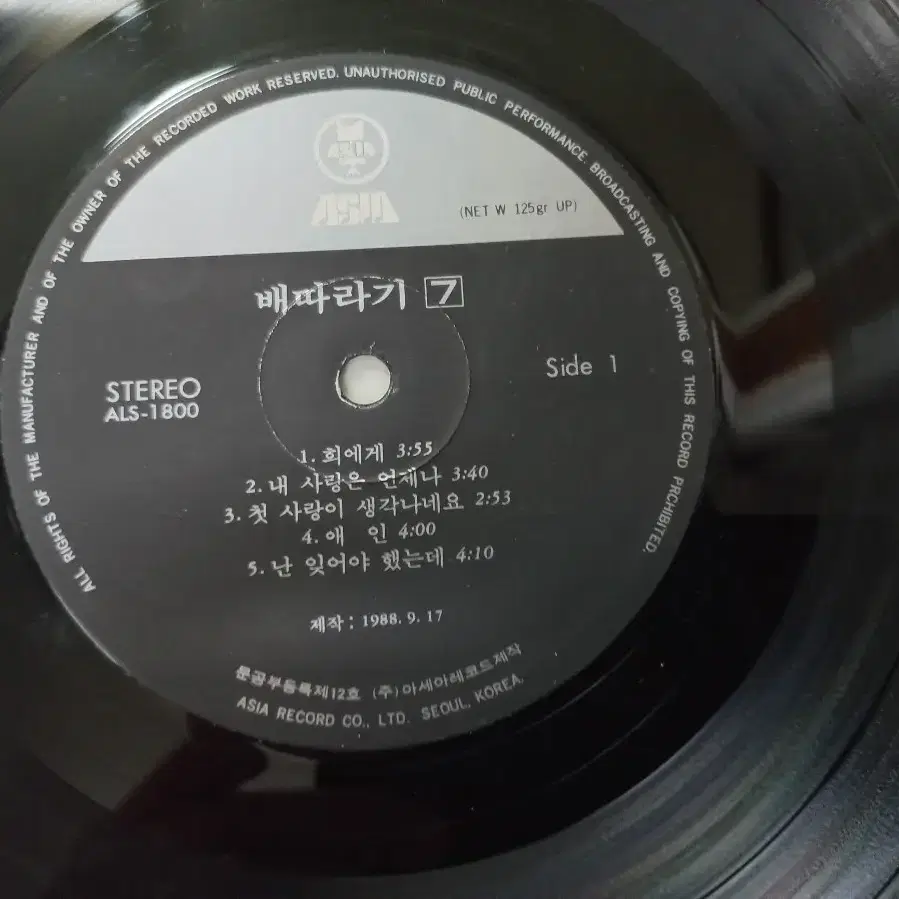 ALL RIGHTS OF THE MANUFACTURER AND OF THE OWNER OF THE RECORDED WORK RESERVED. UNAUTHORISED PUBLIC PERFORMANCE. BROADCASTING AND COPYING OF THIS RECORD PROHIBITED.
ASIA
(NET W 125gr UP)
배따라기 7
STEREO
ALS-1800
Side 1
1. 회에게 3:55
2. 내 사랑은 언제나 3:40
3. 첫 사랑이 생각나네요 2:53
4. 애 인 4:00
5. 난 잊어야 했는데 4:10
제작: 1988. 9. 17
문공부등록제12호 (주)아세아레코트제작
ASIA RECORD CO., LTD. SEOUL, KOREA.